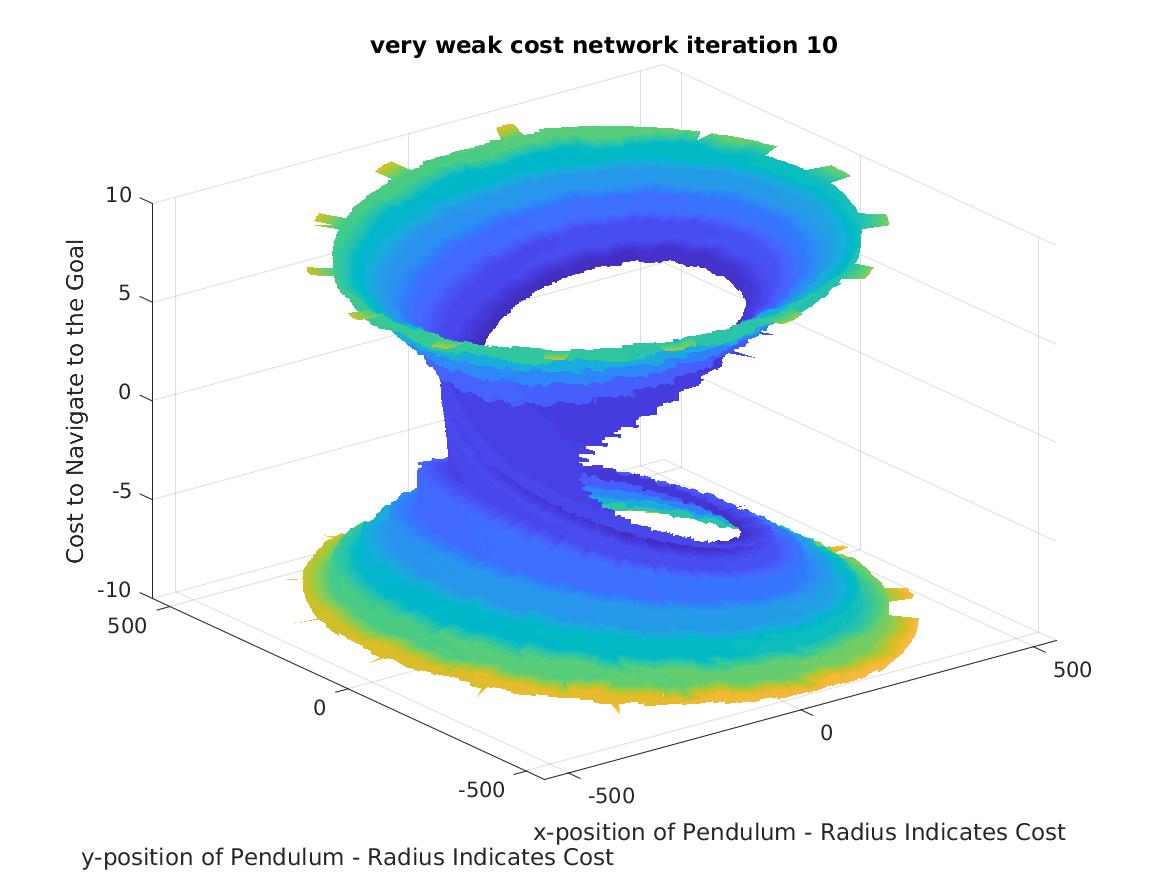 very weak cost network iteration 10
Cost to Navigate to the Goal
10
5
0
-5
-10
500
0
-500
-500
0
500
x-position of Pendulum - Radius Indicates Cost
y-position of Pendulum - Radius Indicates Cost